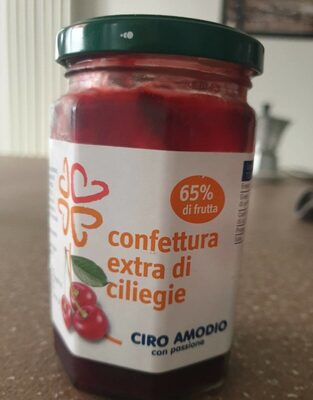 65%
di frutta
confettura
extra di
ciliegie
CIRO AMODIO
con passione